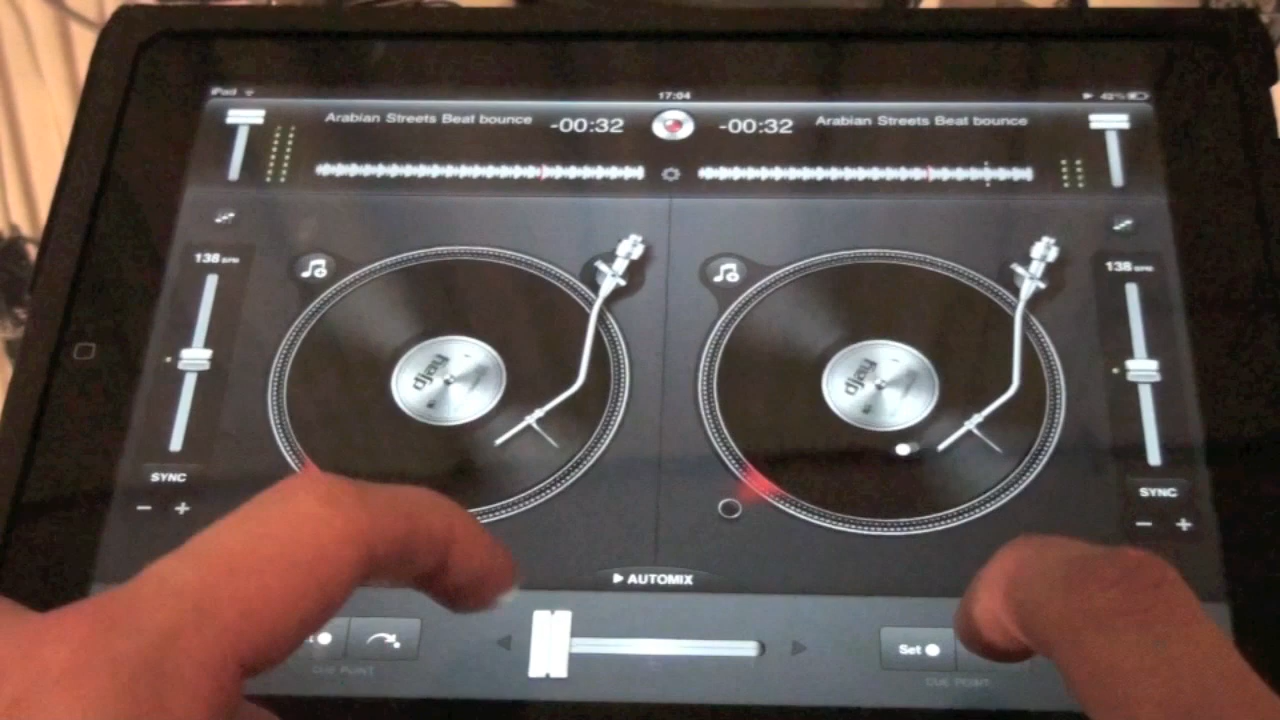 iPad 17:04 42%
Arabian Streets Beat bounce -00:32 -00:32 Arabian Streets Beat bounce
138 BPM 138 BPM
djay djay
SYNC SYNC
AUTOMIX
Set
CUE POINT CUE POINT